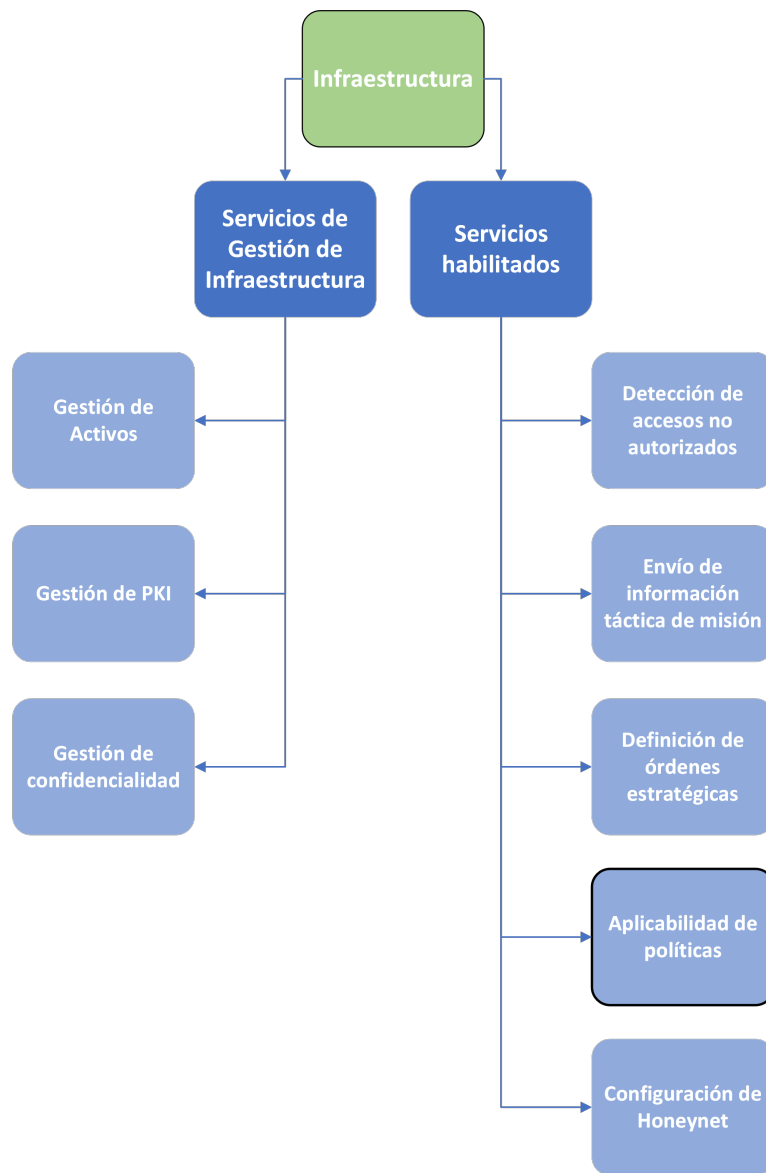 Infraestructura
Servicios de
Gestión de
Infraestructura
Servicios
habilitados
Gestión de
Activos
Detección de
accesos no
autorizados
Gestión de PKI
Envío de
información
táctica de misión
Gestión de
confidencialidad
Definición de
órdenes
estratégicas
Aplicabilidad de
políticas
Configuración de
Honeynet